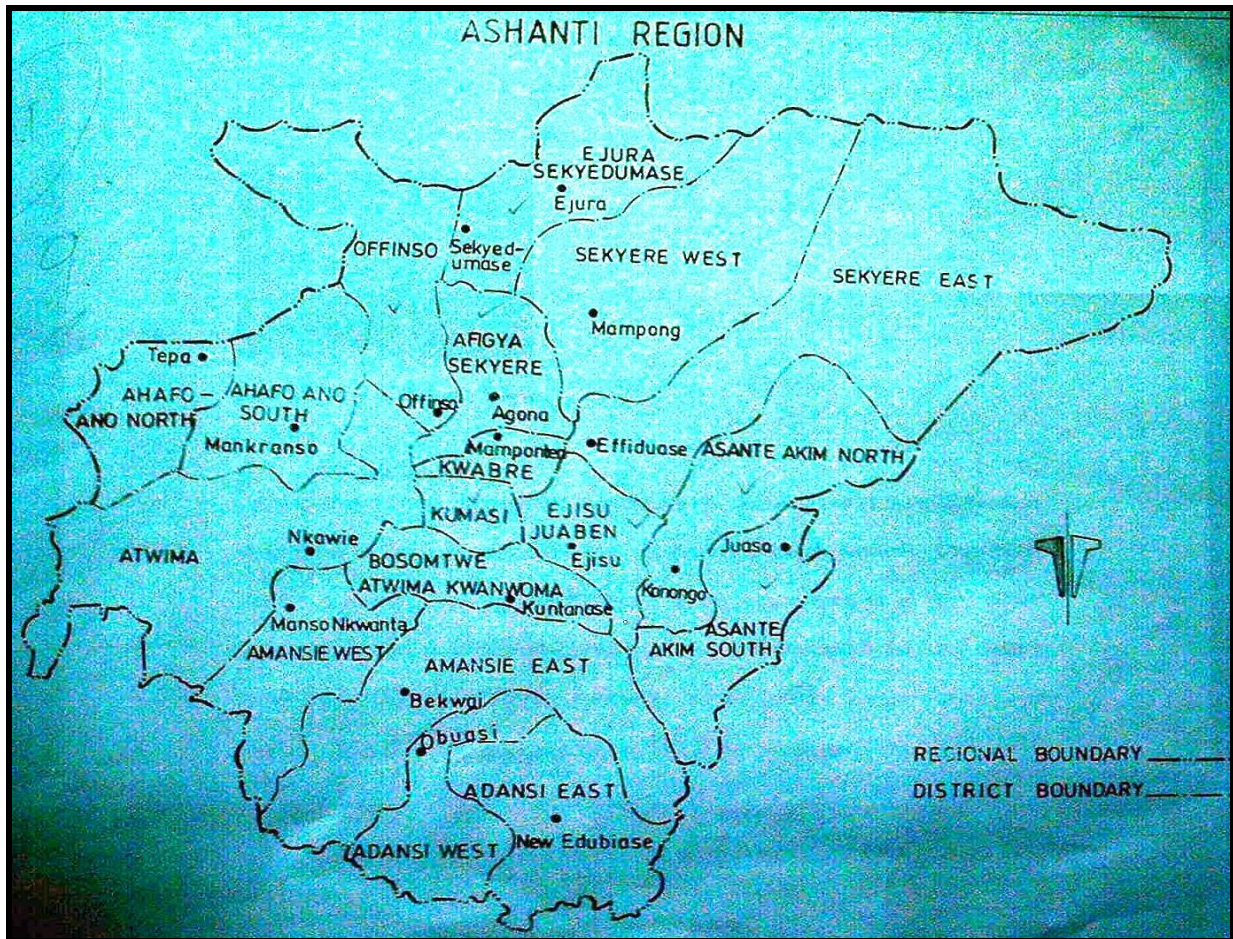 ASHANTI REGION
EJURA
SEKYEDUMASE
Ejura
OFFINSO
Sekyed-
umase
SEKYERE WEST
SEKYERE EAST
Mampong
AFIGYA
SEKYERE
Tepa
AHAFO -
ANO NORTH
AHAFO ANO
SOUTH
Mankranso
Offinso
Agona
Mamponten
KWABRE
Effiduase
ASANTE AKIM NORTH
KUMASI
EJISU
JUABEN
Ejisu
Nkawie
ATWIMA
BOSOMTWE
ATWIMA KWANWOMA
Kuntanase
Juasa
Konongo
Manso Nkwanta
AMANSIE WEST
ASANTE
AKIM SOUTH
AMANSIE EAST
Bekwai
Obuasi
ADANSI EAST
New Edubiase
ADANSI WEST
REGIONAL BOUNDARY
DISTRICT BOUNDARY